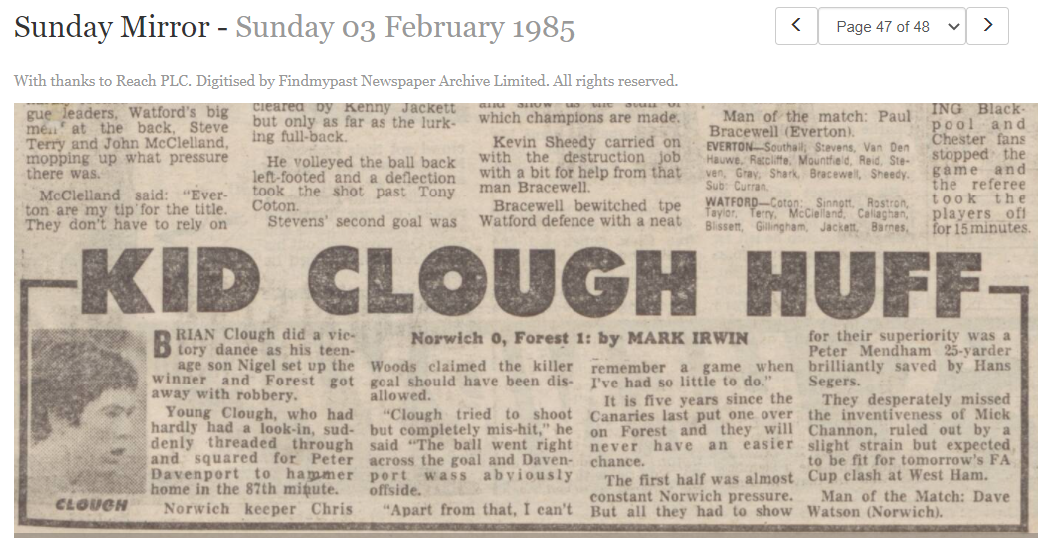 Sunday Mirror - Sunday 03 February 1985
Page 47 of 48
With thanks to Reach PLC. Digitised by Findmypast Newspaper Archive Limited. All rights reserved.
gue leaders, Watford's big
men at the back, Steve
Terry and John McClelland,
mopping up what pressure
there was.
McClelland said: "Ever-
ton are my tip for the title.
They don't have to rely on
cleared by Kenny Jackett
but only as far as the lurk-
ing full-back.
He volleyed the ball back
left-footed and a deflection
took the shot past Tony
Coton.
Stevens' second goal was
and show us the stuff of
which champions are made.
Kevin Sheedy carried on
with the destruction job
with a bit for help from that
man Bracewell.
Bracewell bewitched tpe
Watford defence with a neat
Man of the match: Paul
Bracewell (Everton).
EVERTON—Southall; Stevens, Van Den
Hauwe, Ratcliffe, Mountfield, Reid, Ste-
ven, Gray, Shark, Bracewell, Sheedy.
Sub: Curran.
WATFORD—Coton; Sinnott, Rostron,
Taylor, Terry, McClelland, Callaghan,
Blissett, Gillingham, Jackett, Barnes,
ING Black-
pool and
Chester fans
stopped the
game and
the referee
took the
players off
for 15 minutes.
KID CLOUGH HUFF
CLOUGH
BRIAN Clough did a vic-
tory dance as his teen-
age son Nigel set up the
winner and Forest got
away with robbery.
Young Clough, who had
hardly had a look-in, sud-
denly threaded through
and squared for Peter
Davenport to hammer
home in the 87th minute.
Norwich keeper Chris
Norwich 0, Forest 1: by MARK IRWIN
Woods claimed the killer
goal should have been dis-
allowed.
"Clough tried to shoot
but completely mis-hit," he
said "The ball went right
across the goal and Daven-
port wass abviously
offside.
"Apart from that, I can't
remember a game when
I've had so little to do."
It is five years since the
Canaries last put one over
on Forest and they will
never have an easier
chance.
The first half was almost
constant Norwich pressure.
But all they had to show
for their superiority was a
Peter Mendham 25-yarder
brilliantly saved by Hans
Segers.
They desperately missed
the inventiveness of Mick
Channon, ruled out by a
slight strain but expected
to be fit for tomorrow's FA
Cup clash at West Ham.
Man of the Match: Dave
Watson (Norwich).